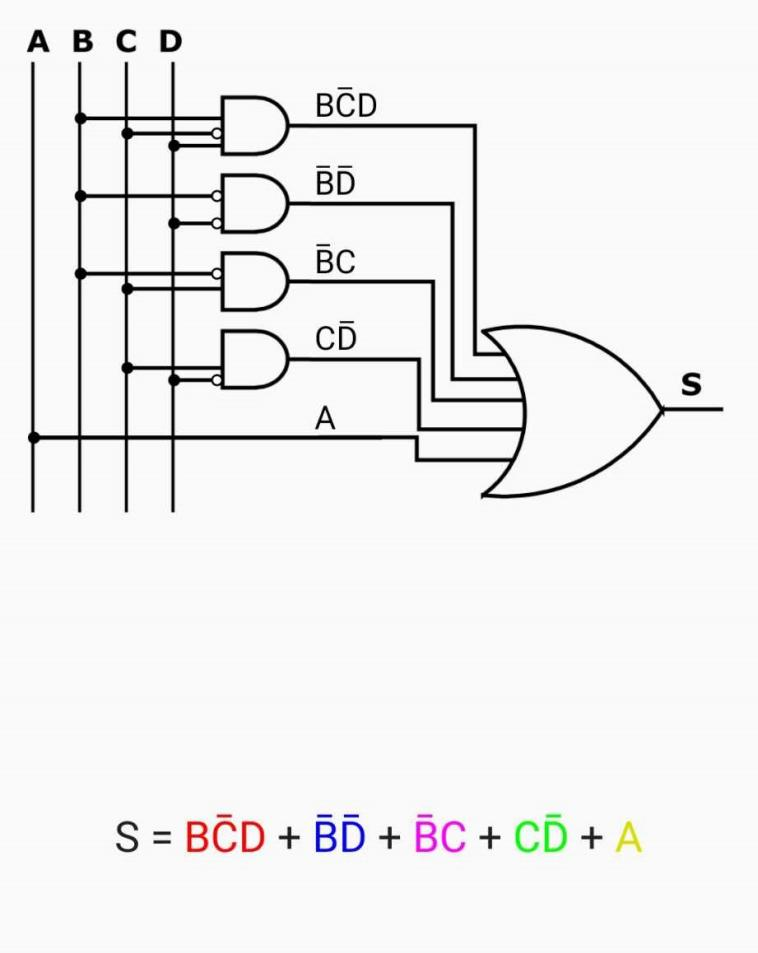 A B C D
BC̄D
B̄D̄
B̄C
CD̄
A
S
S = BC̄D + B̄D̄ + B̄C + CD̄ + A